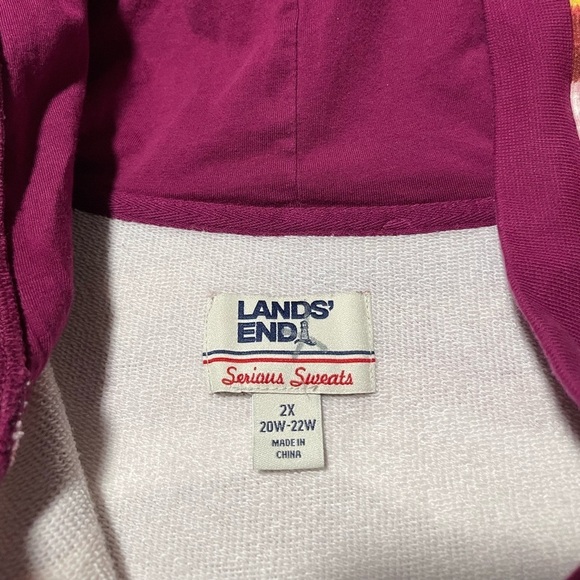 LANDS'
END
Serious Sweats
2X
20W-22W
MADE IN
CHINA